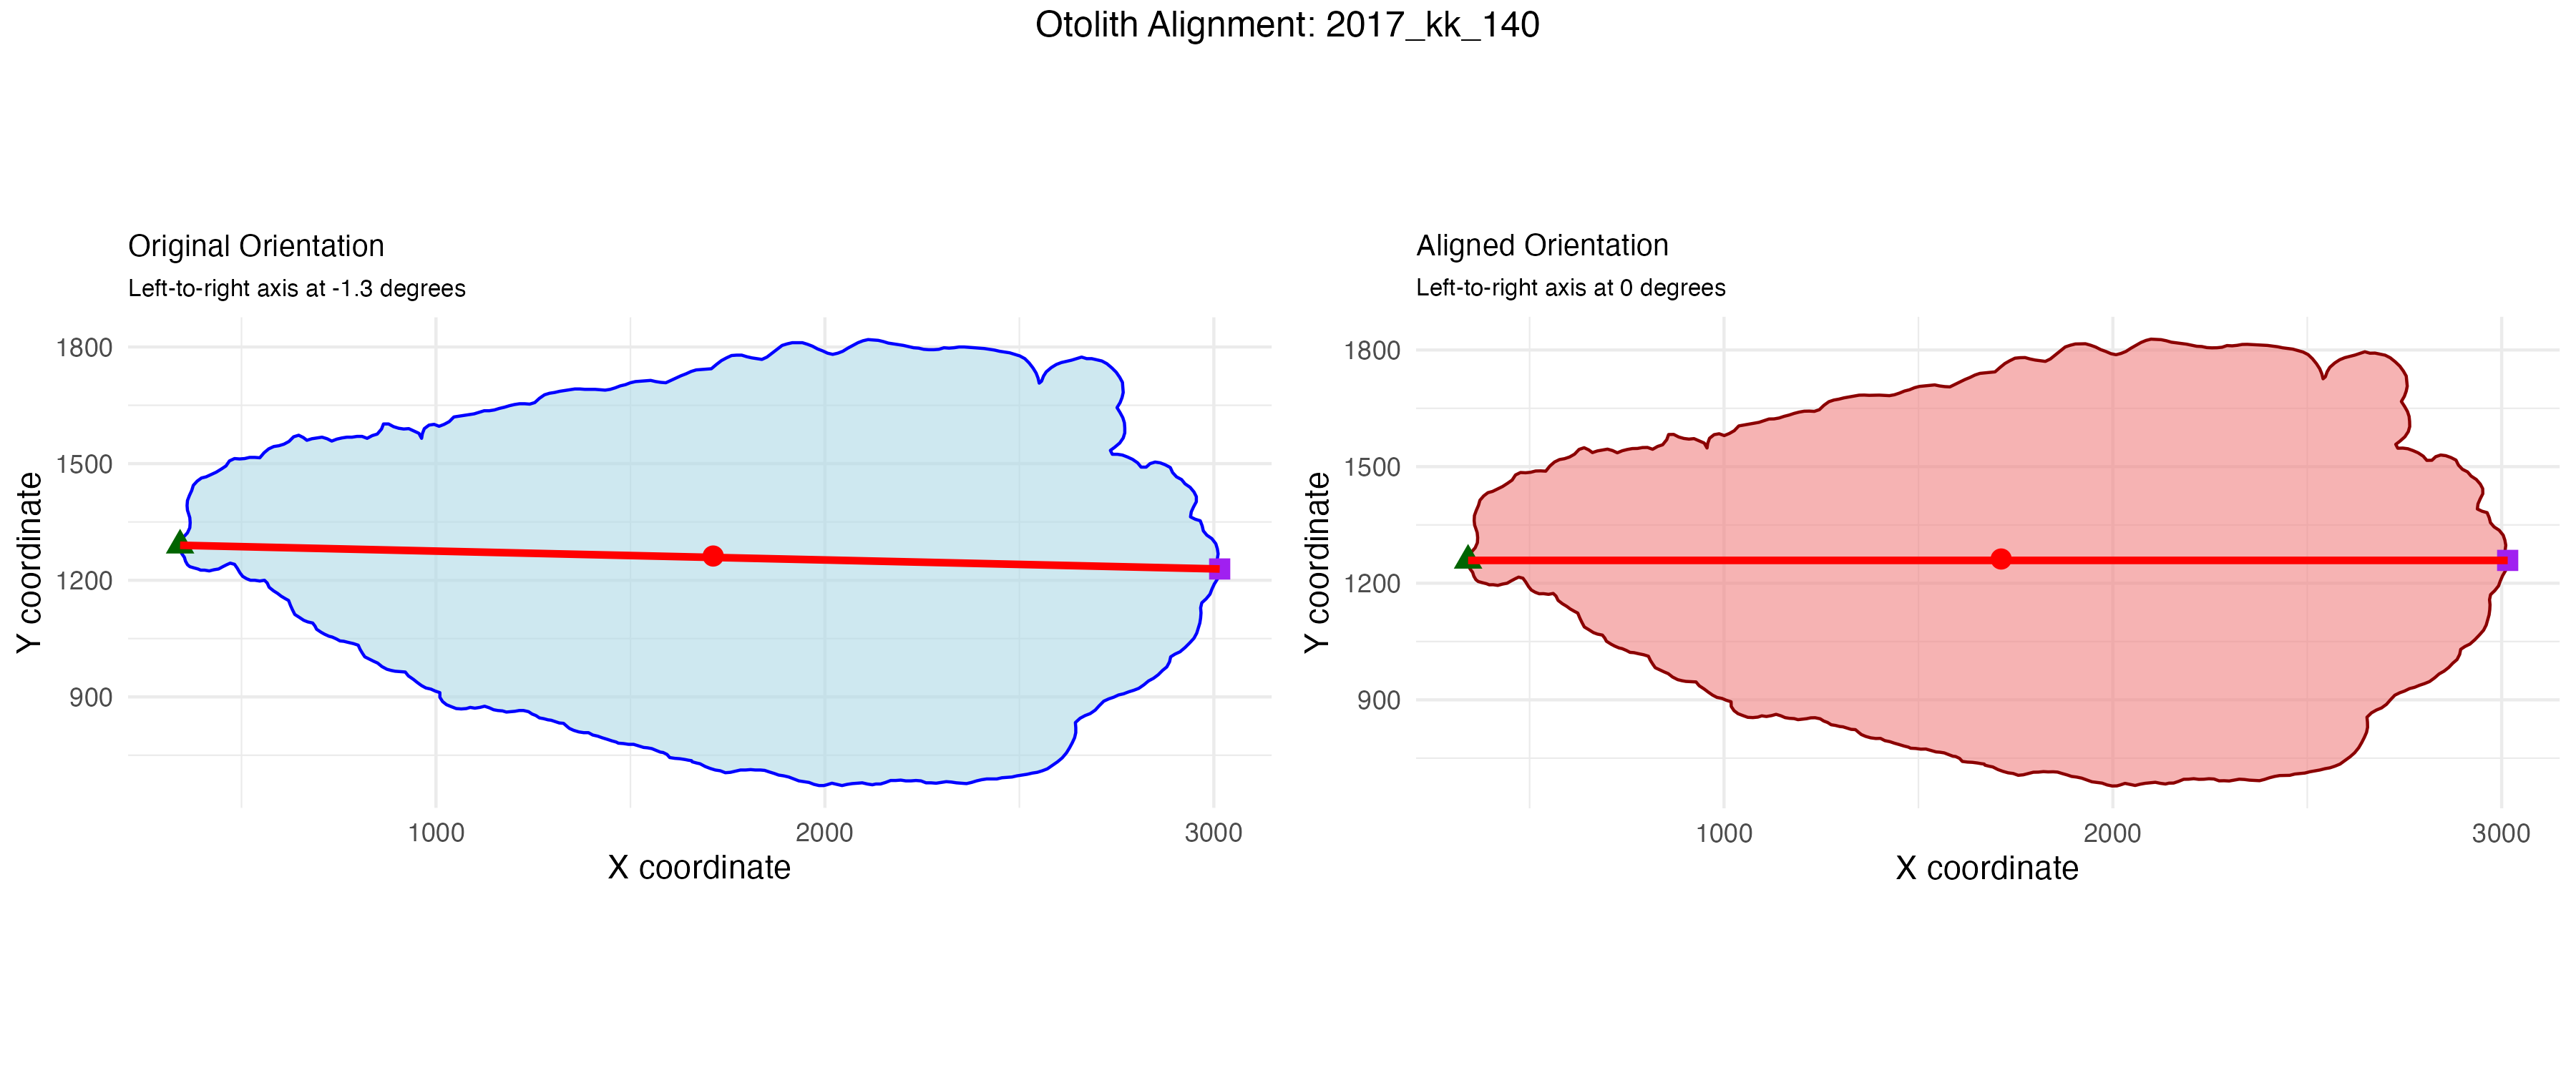 Otolith Alignment: 2017_kk_140
Original Orientation
Left-to-right axis at -1.3 degrees
1800
1500
1200
900
Y coordinate
1000
2000
3000
X coordinate
Aligned Orientation
Left-to-right axis at 0 degrees
1800
1500
1200
900
Y coordinate
1000
2000
3000
X coordinate